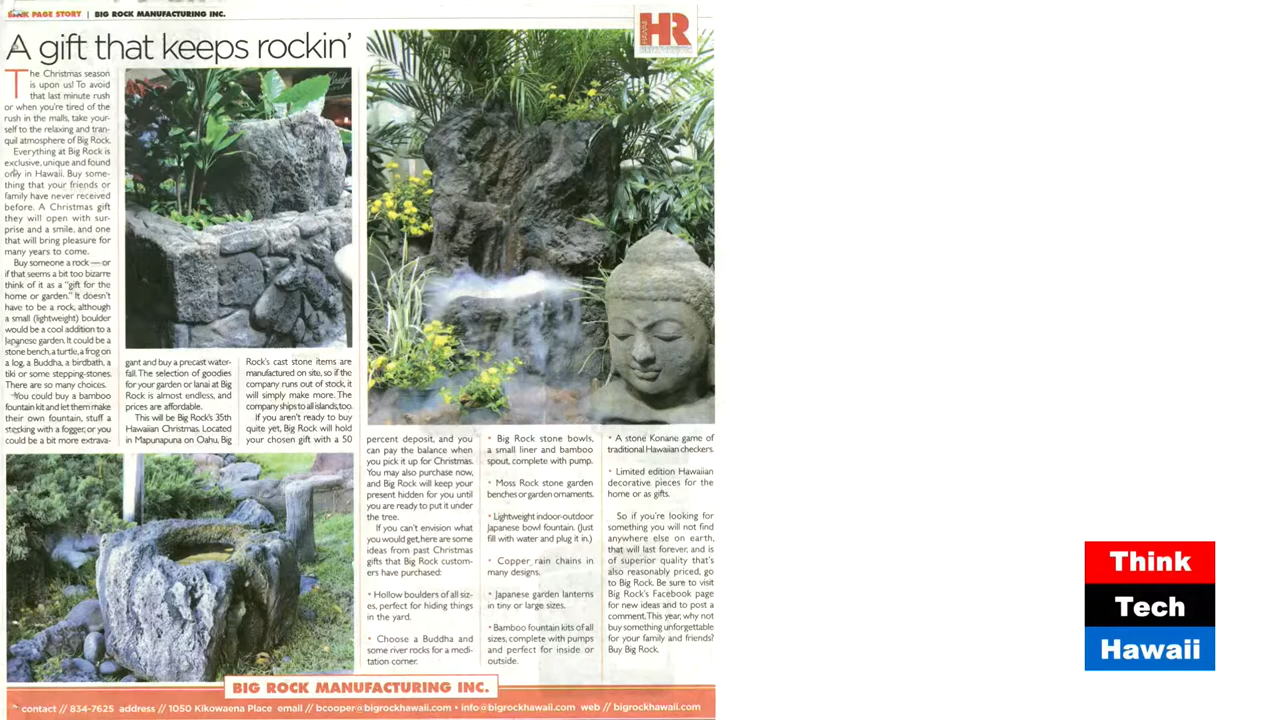 BACK PAGE STORY | BIG ROCK MANUFACTURING INC.
HR
A gift that keeps rockin'
The Christmas season
is upon us! To avoid
that last minute rush
or when you're tired of the
rush in the malls, take your-
self to the relaxing and tran-
quil atmosphere of Big Rock.
Everything at Big Rock is
exclusive, unique and found
only in Hawaii. Buy some-
thing that your friends or
family have never received
before. A Christmas gift
they will open with sur-
prise and a smile, and one
that will bring pleasure for
many years to come.
Buy someone a rock — or
if that seems a bit too bizarre
think of it as a "gift for the
home or garden." It doesn't
have to be a rock, although
a small (lightweight) boulder
would be a cool addition to a
Japanese garden. It could be a
stone bench, a turtle, a frog on
a log, a Buddha, a birdbath, a
tiki or some stepping-stones.
There are so many choices.
You could buy a bamboo
fountain kit and let them make
their own fountain, stuff a
stocking with a fogger, or you
could be a bit more extrava-
gant and buy a precast water-
fall. The selection of goodies
for your garden or lanai at Big
Rock is almost endless, and
prices are affordable.
This will be Big Rock's 35th
Hawaiian Christmas. Located
in Mapunapuna on Oahu, Big
Rock's cast stone items are
manufactured on site, so if the
company runs out of stock, it
will simply make more. The
company ships to all islands, too.
If you aren't ready to buy
quite yet, Big Rock will hold
your chosen gift with a 50
percent deposit, and you
can pay the balance when
you pick it up for Christmas.
You may also purchase now,
and Big Rock will keep your
present hidden for you until
you are ready to put it under
the tree.
If you can't envision what
you would get, here are some
ideas from past Christmas
gifts that Big Rock custom-
ers have purchased:
• Hollow boulders of all siz-
es, perfect for hiding things
in the yard.
• Choose a Buddha and
some river rocks for a medi-
tation corner.
• Big Rock stone bowls,
a small liner and bamboo
spout, complete with pump.
• Moss Rock stone garden
benches or garden ornaments.
• Lightweight indoor-outdoor
Japanese bowl fountain. (Just
fill with water and plug it in.)
• Copper rain chains in
many designs.
• Japanese garden lanterns
in tiny or large sizes.
• Bamboo fountain kits of all
sizes, complete with pumps
and perfect for inside or
outside.
• A stone Konane game of
traditional Hawaiian checkers.
• Limited edition Hawaiian
decorative pieces for the
home or as gifts.
So if you're looking for
something you will not find
anywhere else on earth,
that will last forever, and is
of superior quality that's
also reasonably priced, go
to Big Rock. Be sure to visit
Big Rock's Facebook page
for new ideas and to post a
comment. This year, why not
buy something unforgettable
for your family and friends?
Buy Big Rock.
BIG ROCK MANUFACTURING INC.
contact // 834-7625 address // 1050 Kikowaena Place email // bcooper@bigrockhawaii.com • info@bigrockhawaii.com web // bigrockhawaii.com
Think
Tech
Hawaii